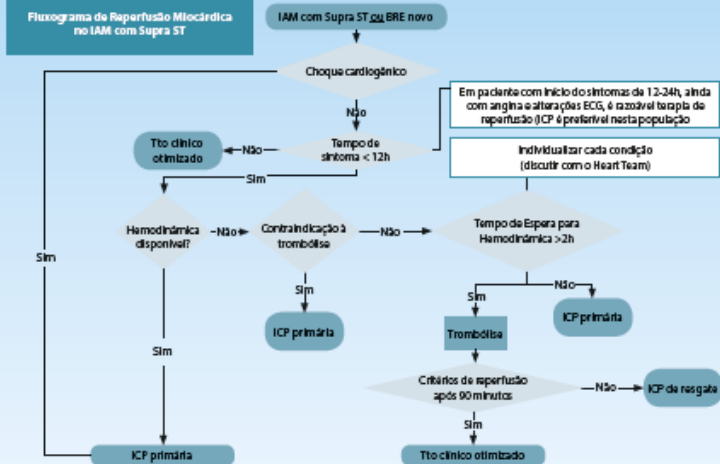 Fluxograma de Reperfusão Miocárdica
no IAM com Supra ST
IAM com Supra ST ou BRE novo
Choque cardiogênico
Não
Em paciente com início do sintomas de 12-24h, ainda
com angina e alterações ECG, é razoável terapia de
reperfusão (ICP é preferível nesta população
Tto clínico
otimizado
Não
Tempo de
sintoma < 12h
Individualizar cada condição
(discutir com o Heart Team)
Sim
Hemodinâmica
disponível?
Não
Contraindicação à
trombólise
Não
Tempo de Espera para
Hemodinâmica >2h
Sim
Sim
Sim
Não
ICP primária
ICP primária
Trombólise
Sim
Critérios de reperfusão
após 90 minutos
Não
ICP de resgate
Sim
ICP primária
Tto clínico otimizado